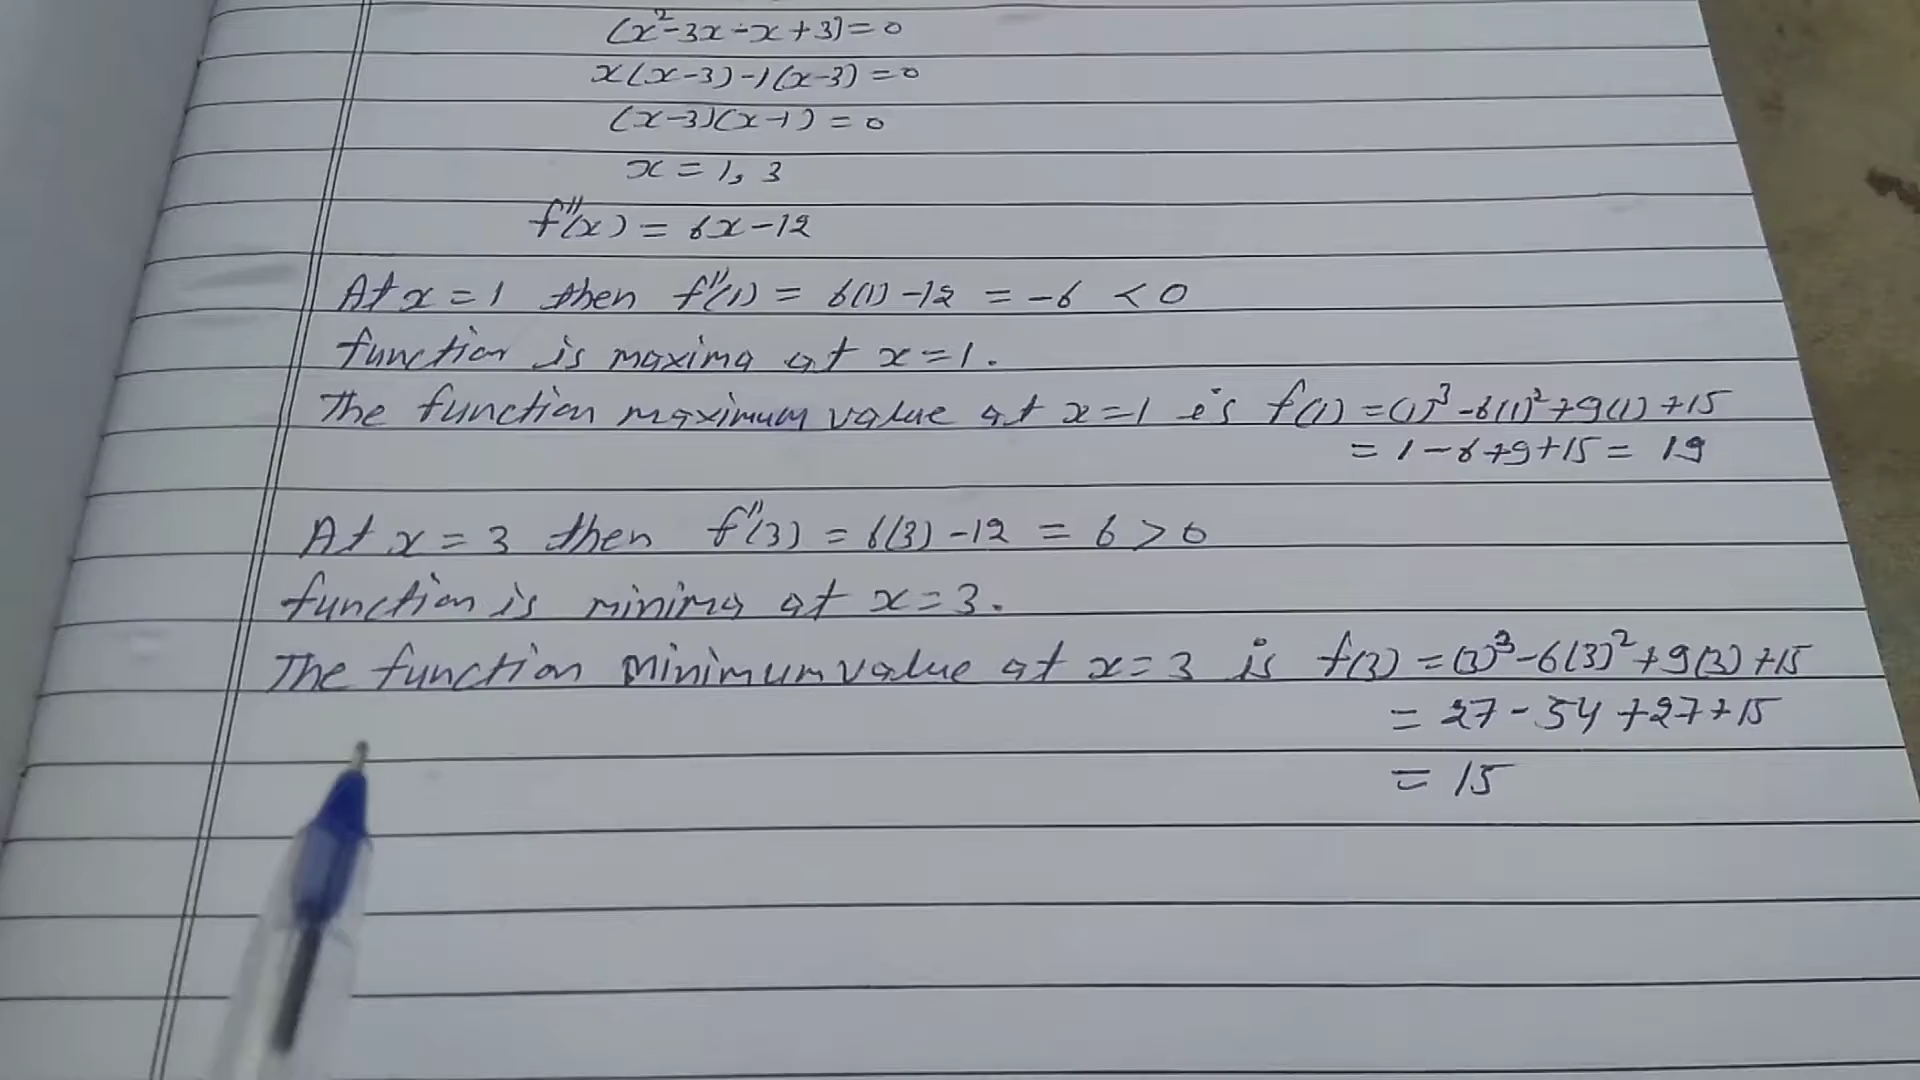 (x²-3x-x+3)=0
x(x-3)-1(x-3)=0
(x-3)(x-1)=0
x=1,3
f''(x)=6x-12
At x=1 then f''(1)=6(1)-12=-6<0
function is maxima at x=1.
The function maximum value at x=1 is f(1)=(1)³-6(1)²+9(1)+15
=1-6+9+15=19
At x=3 then f''(3)=6(3)-12=6>0
function is minima at x=3.
The function minimum value at x=3 is f(3)=(3)³-6(3)²+9(3)+15
=27-54+27+15
=15